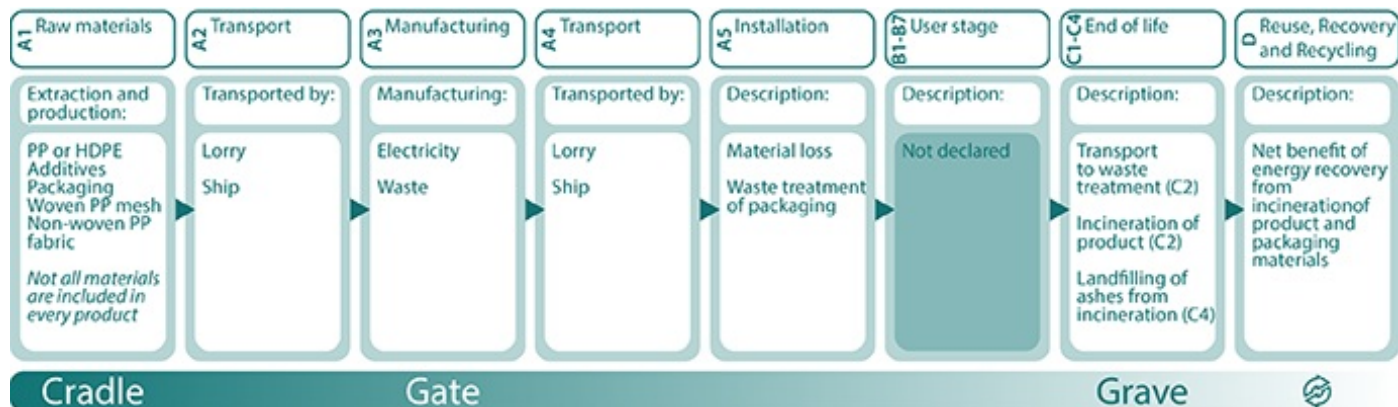 A1 Raw materials
Extraction and
production:
PP or HDPE
Additives
Packaging
Woven PP mesh
Non-woven PP
fabric
Not all materials
are included in
every product
A2 Transport
Transported by:
Lorry
Ship
A3 Manufacturing
Manufacturing:
Electricity
Waste
A4 Transport
Transported by:
Lorry
Ship
A5 Installation
Description:
Material loss
Waste treatment
of packaging
B1-B7 User stage
Description:
Not declared
C1-C4 End of life
Description:
Transport
to waste
treatment (C2)
Incineration of
product (C2)
Landfilling of
ashes from
incineration (C4)
D Reuse, Recovery
and Recycling
Description:
Net benefit of
energy recovery
from
incinerationof
product and
packaging
materials
Cradle
Gate
Grave